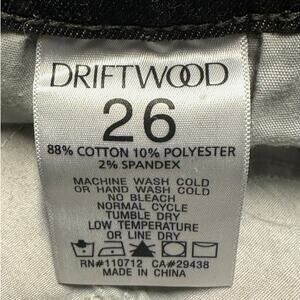 DRIFTWOOD
26
88% COTTON 10% POLYESTER
2% SPANDEX
MACHINE WASH COLD
OR HAND WASH COLD
NO BLEACH
NORMAL CYCLE
TUMBLE DRY
LOW TEMPERATURE
OR LINE DRY
RN#110712 CA#29438
MADE IN CHINA